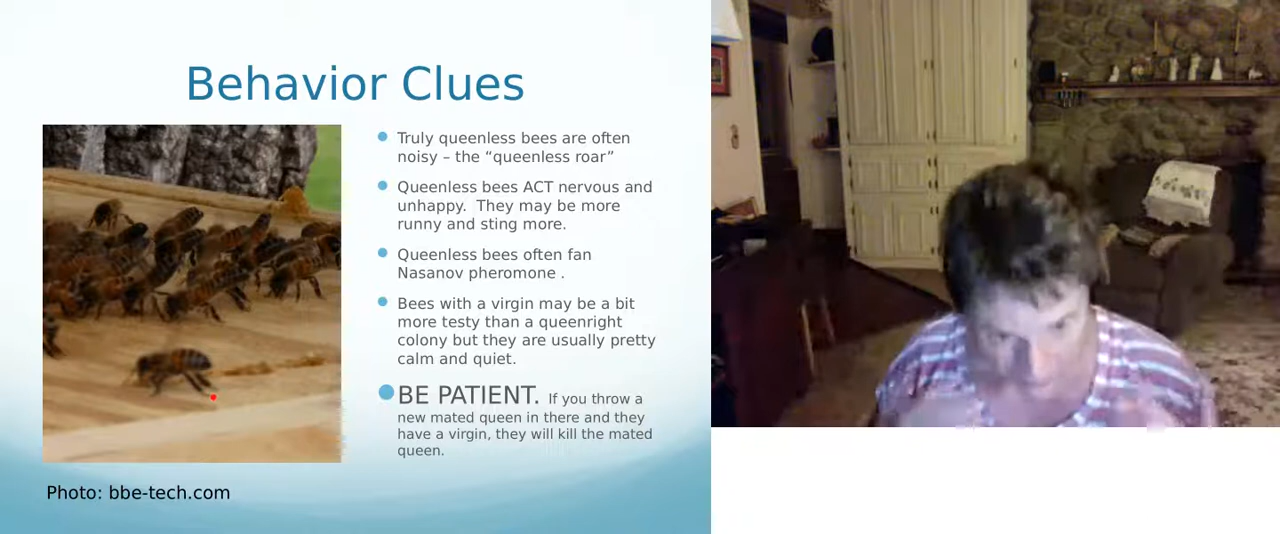 Behavior Clues
Truly queenless bees are often
noisy – the “queenless roar”
Queenless bees ACT nervous and
unhappy.  They may be more
runny and sting more.
Queenless bees often fan
Nasanov pheromone .
Bees with a virgin may be a bit
more testy than a queenright
colony but they are usually pretty
calm and quiet.
BE PATIENT. If you throw a
new mated queen in there and they
have a virgin, they will kill the mated
queen.
Photo: bbe-tech.com